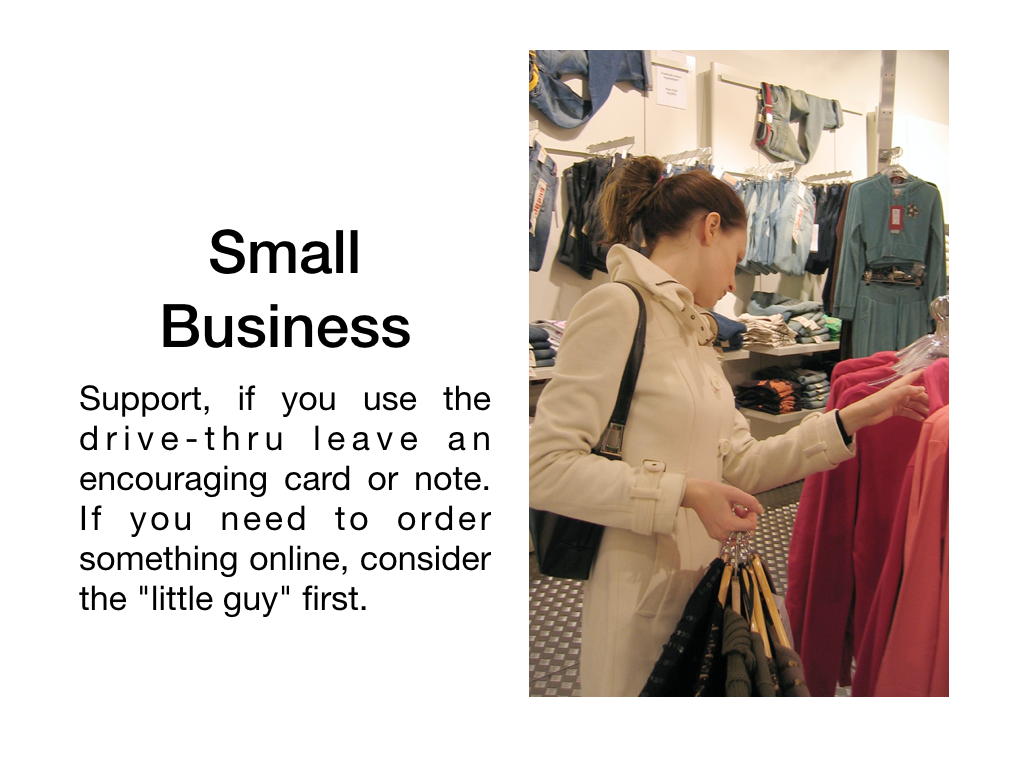 Small
Business
Support, if you use the
drive-thru leave an
encouraging card or note.
If you need to order
something online, consider
the "little guy" first.